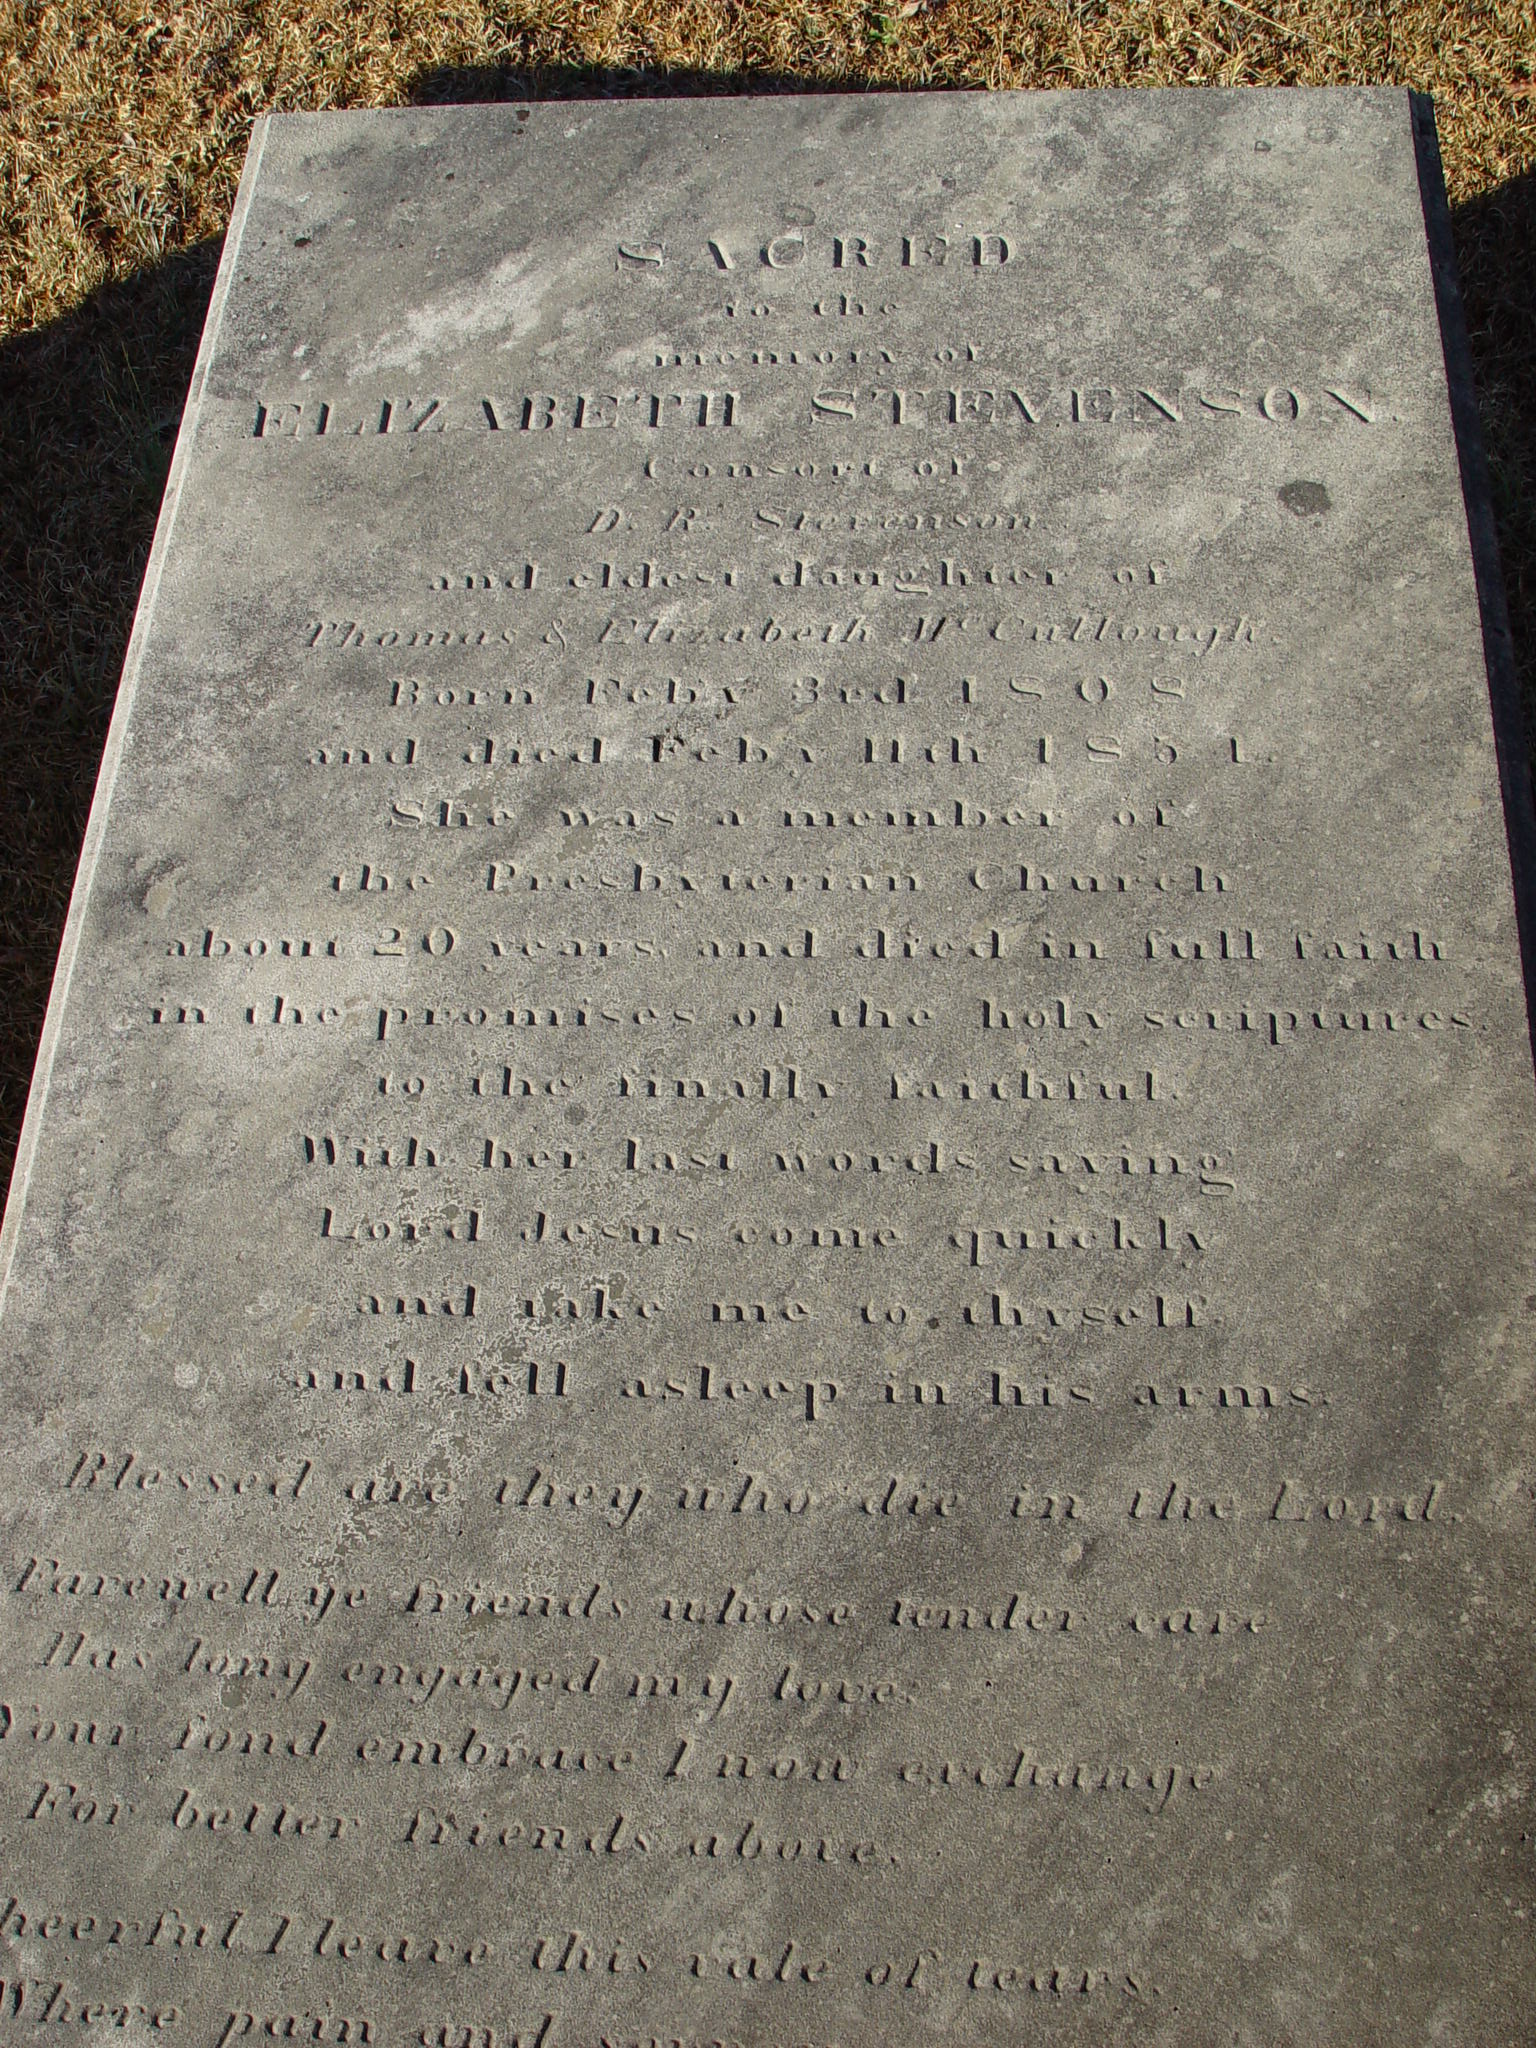 SACRED
to the
memory of
ELIZABETH STEVENSON.
Consort of
D. R. Stevenson.
and eldest daughter of
Thomas & Elizabeth McCullough.
Born Feby 3rd 1808
and died Feby 11th 1851.
She was a member of
the Presbyterian Church
about 20 years, and died in full faith
in the promises of the holy scriptures.
to the finally faithful.
With her last words saying
Lord Jesus come quickly
and take me to thyself.
and fell asleep in his arms.
Blessed are they who die in the Lord.
Farewell ye friends whose tender care
Has long engaged my love.
Your fond embrace I now exchange
For better friends above.
heerful I leave this vale of tears.
Where pain and